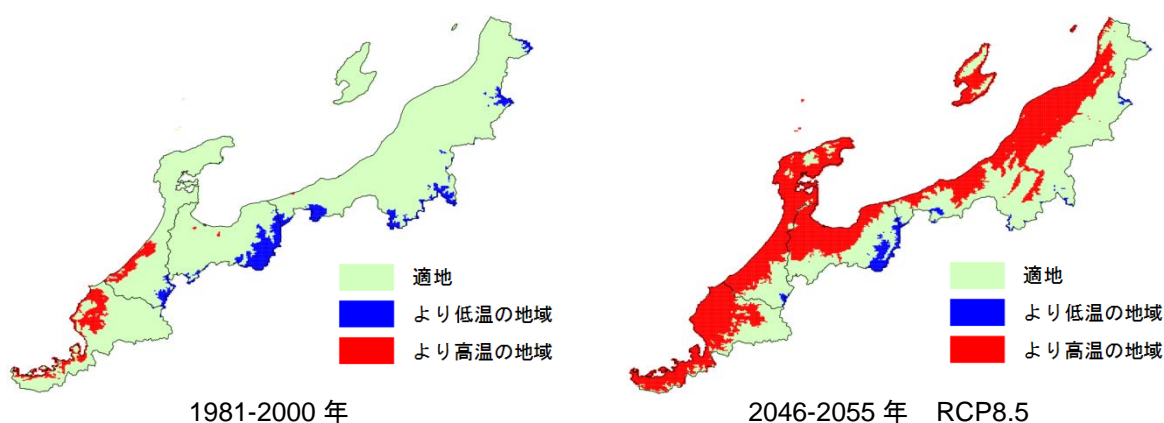 適地
より低温の地域
より高温の地域
1981-2000 年
適地
より低温の地域
より高温の地域
2046-2055 年 RCP8.5